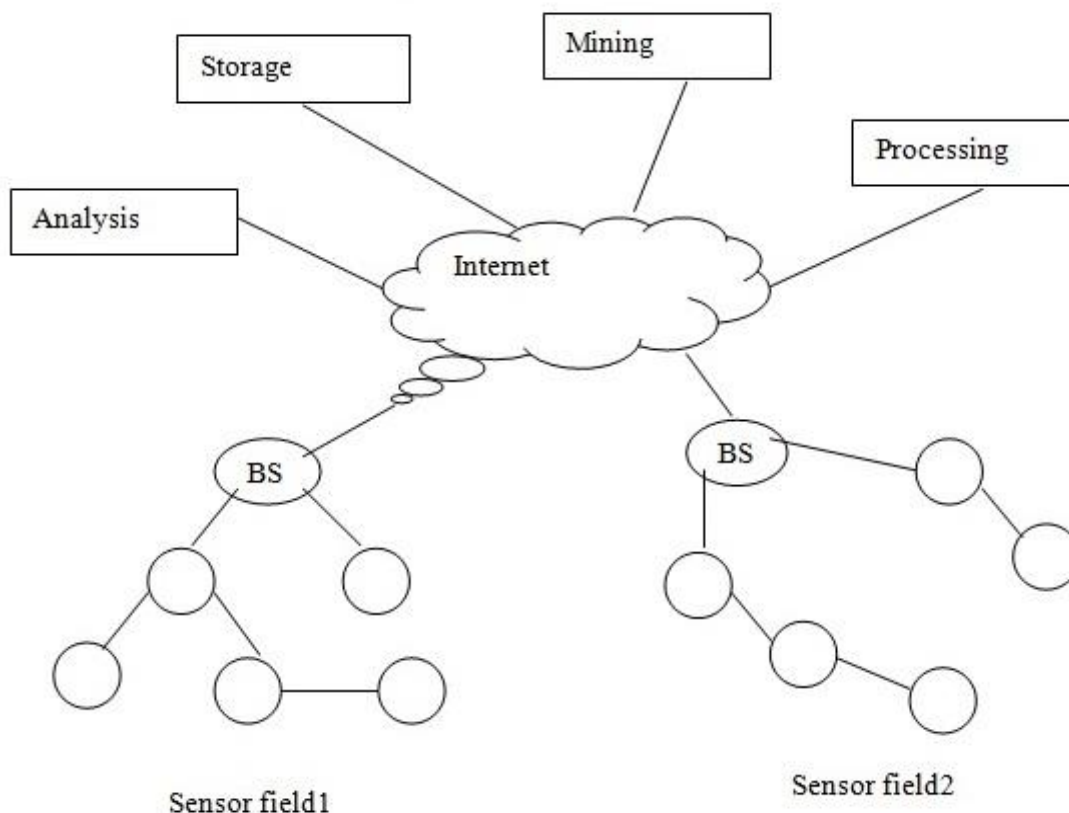 Mining
Storage
Processing
Analysis
Internet
BS
BS
Sensor field1
Sensor field2